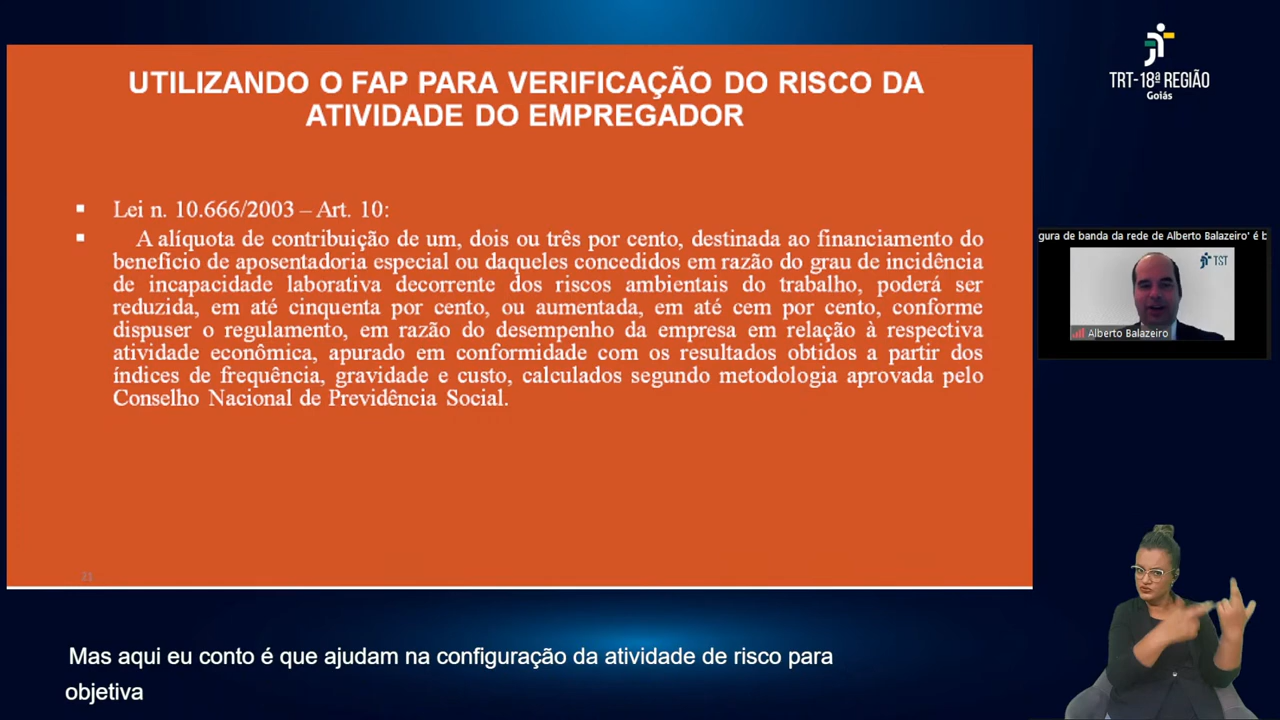 UTILIZANDO O FAP PARA VERIFICAÇÃO DO RISCO DA
ATIVIDADE DO EMPREGADOR
Lei n. 10.666/2003 – Art. 10:
A alíquota de contribuição de um, dois ou três por cento, destinada ao financiamento do
benefício de aposentadoria especial ou daqueles concedidos em razão do grau de incidência
de incapacidade laborativa decorrente dos riscos ambientais do trabalho, poderá ser
reduzida, em até cinquenta por cento, ou aumentada, em até cem por cento, conforme
dispuser o regulamento, em razão do desempenho da empresa em relação à respectiva
atividade econômica, apurado em conformidade com os resultados obtidos a partir dos
índices de frequência, gravidade e custo, calculados segundo metodologia aprovada pelo
Conselho Nacional de Previdência Social.
21
TRT-18ª REGIÃO
Goiás
gura de banda da rede de Alberto Balazeiro' é b
TST
Alberto Balazeiro
Mas aqui eu conto é que ajudam na configuração da atividade de risco para
objetiva